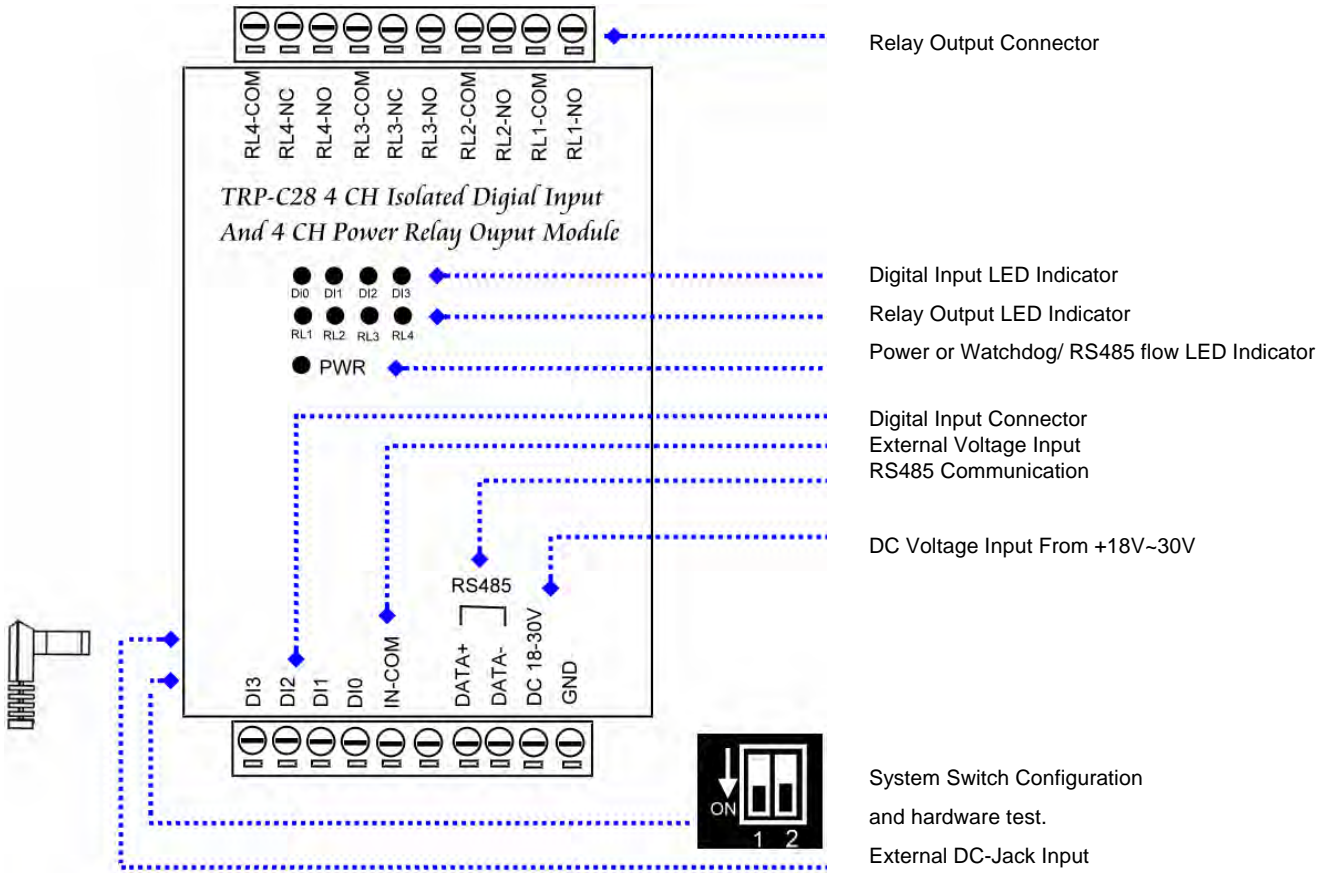 Relay Output Connector
RL4-COM
RL4-NC
RL4-NO
RL3-COM
RL3-NC
RL3-NO
RL2-COM
RL2-NO
RL1-COM
RL1-NO
TRP-C28 4 CH Isolated Digial Input
And 4 CH Power Relay Ouput Module
Di0 DI1 DI2 DI3
Digital Input LED Indicator
RL1 RL2 RL3 RL4
Relay Output LED Indicator
PWR
Power or Watchdog/ RS485 flow LED Indicator
Digital Input Connector
External Voltage Input
RS485 Communication
DC Voltage Input From +18V~30V
RS485
DI3
DI2
DI1
DI0
IN-COM
DATA+
DATA-
DC 18-30V
GND
ON
1 2
System Switch Configuration
and hardware test.
External DC-Jack Input